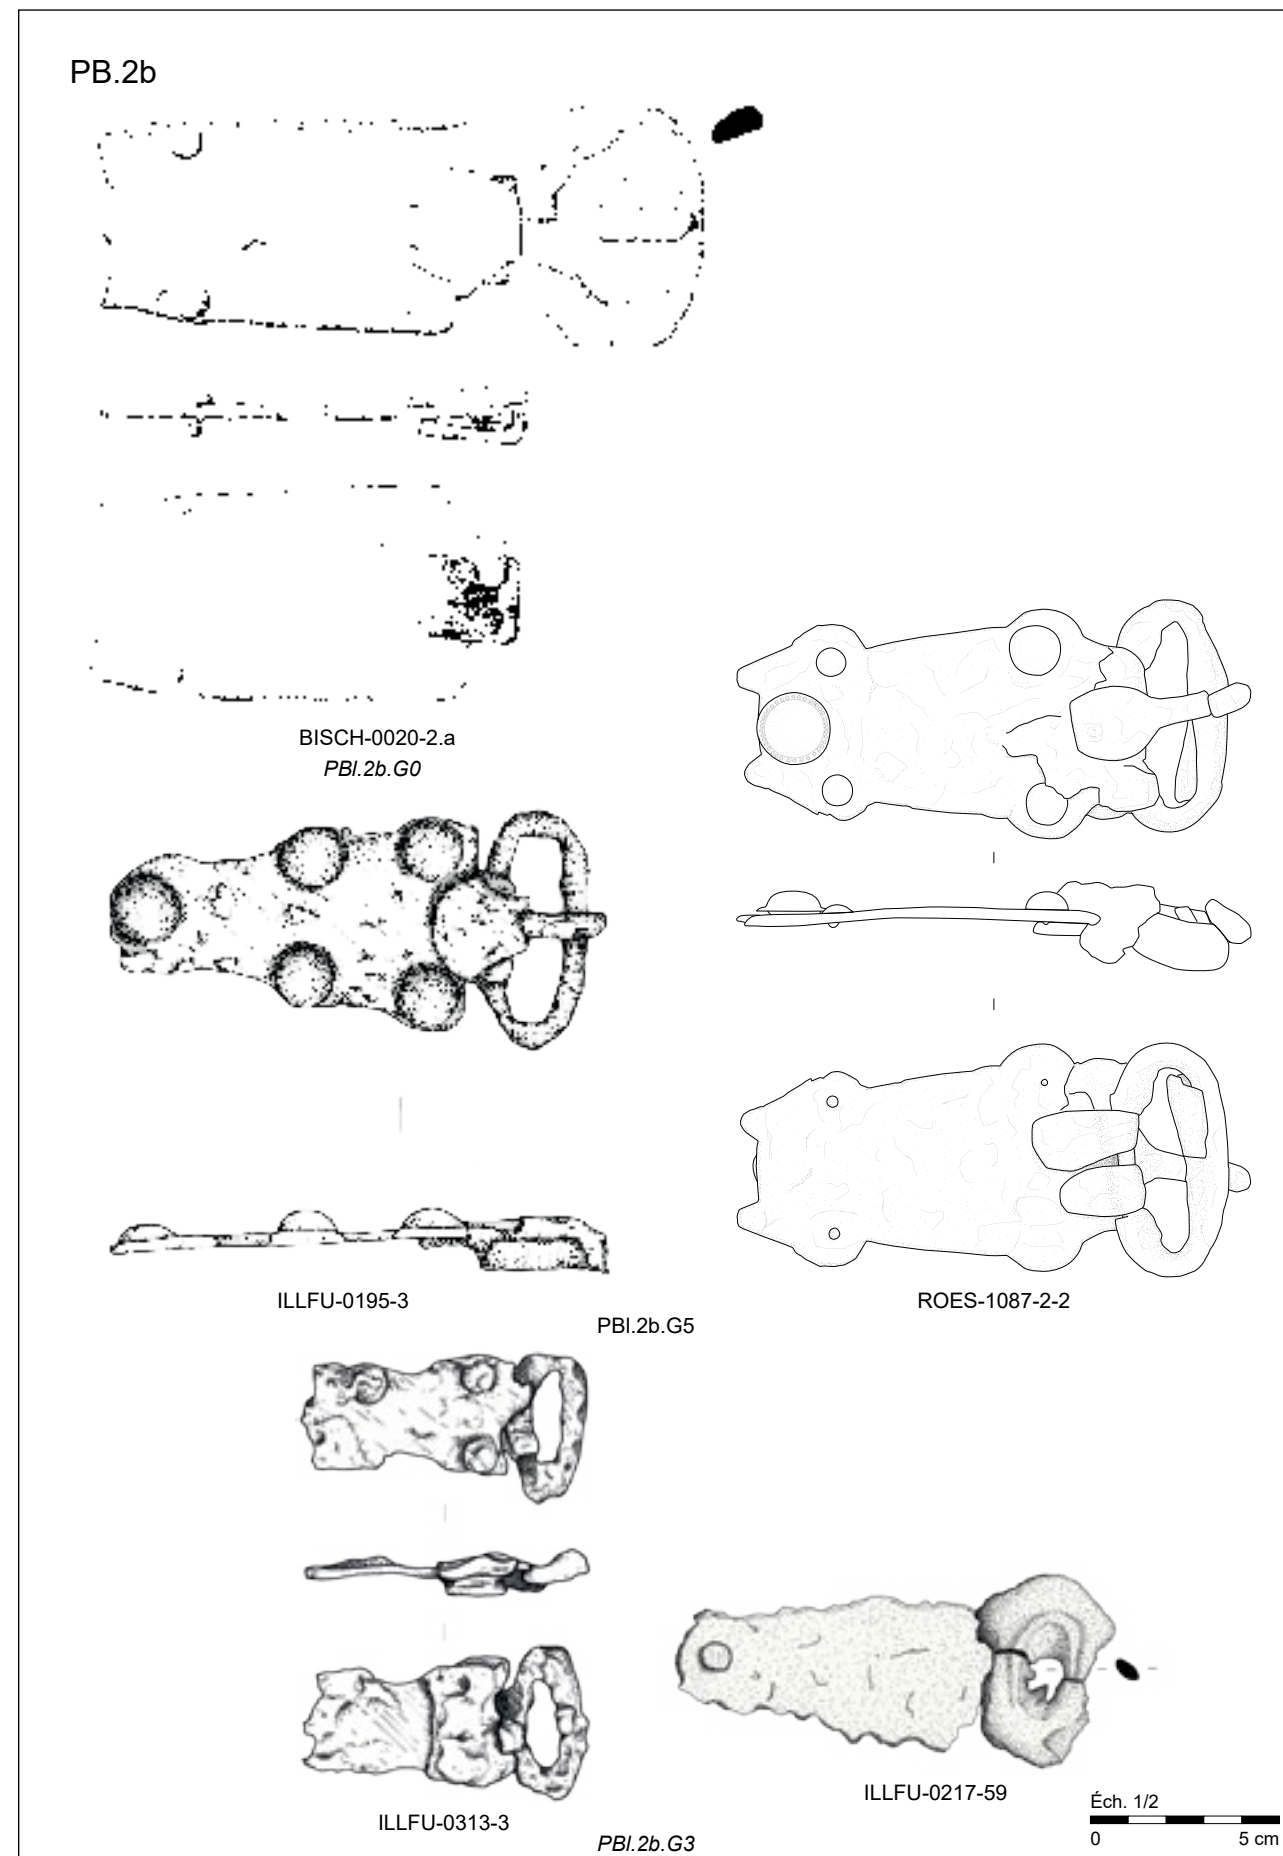 PB.2b
BISCH-0020-2.a
PBl.2b.G0
ILLFU-0195-3
ROES-1087-2-2
PBl.2b.G5
ILLFU-0313-3
ILLFU-0217-59
PBl.2b.G3
Éch. 1/2
0 5 cm